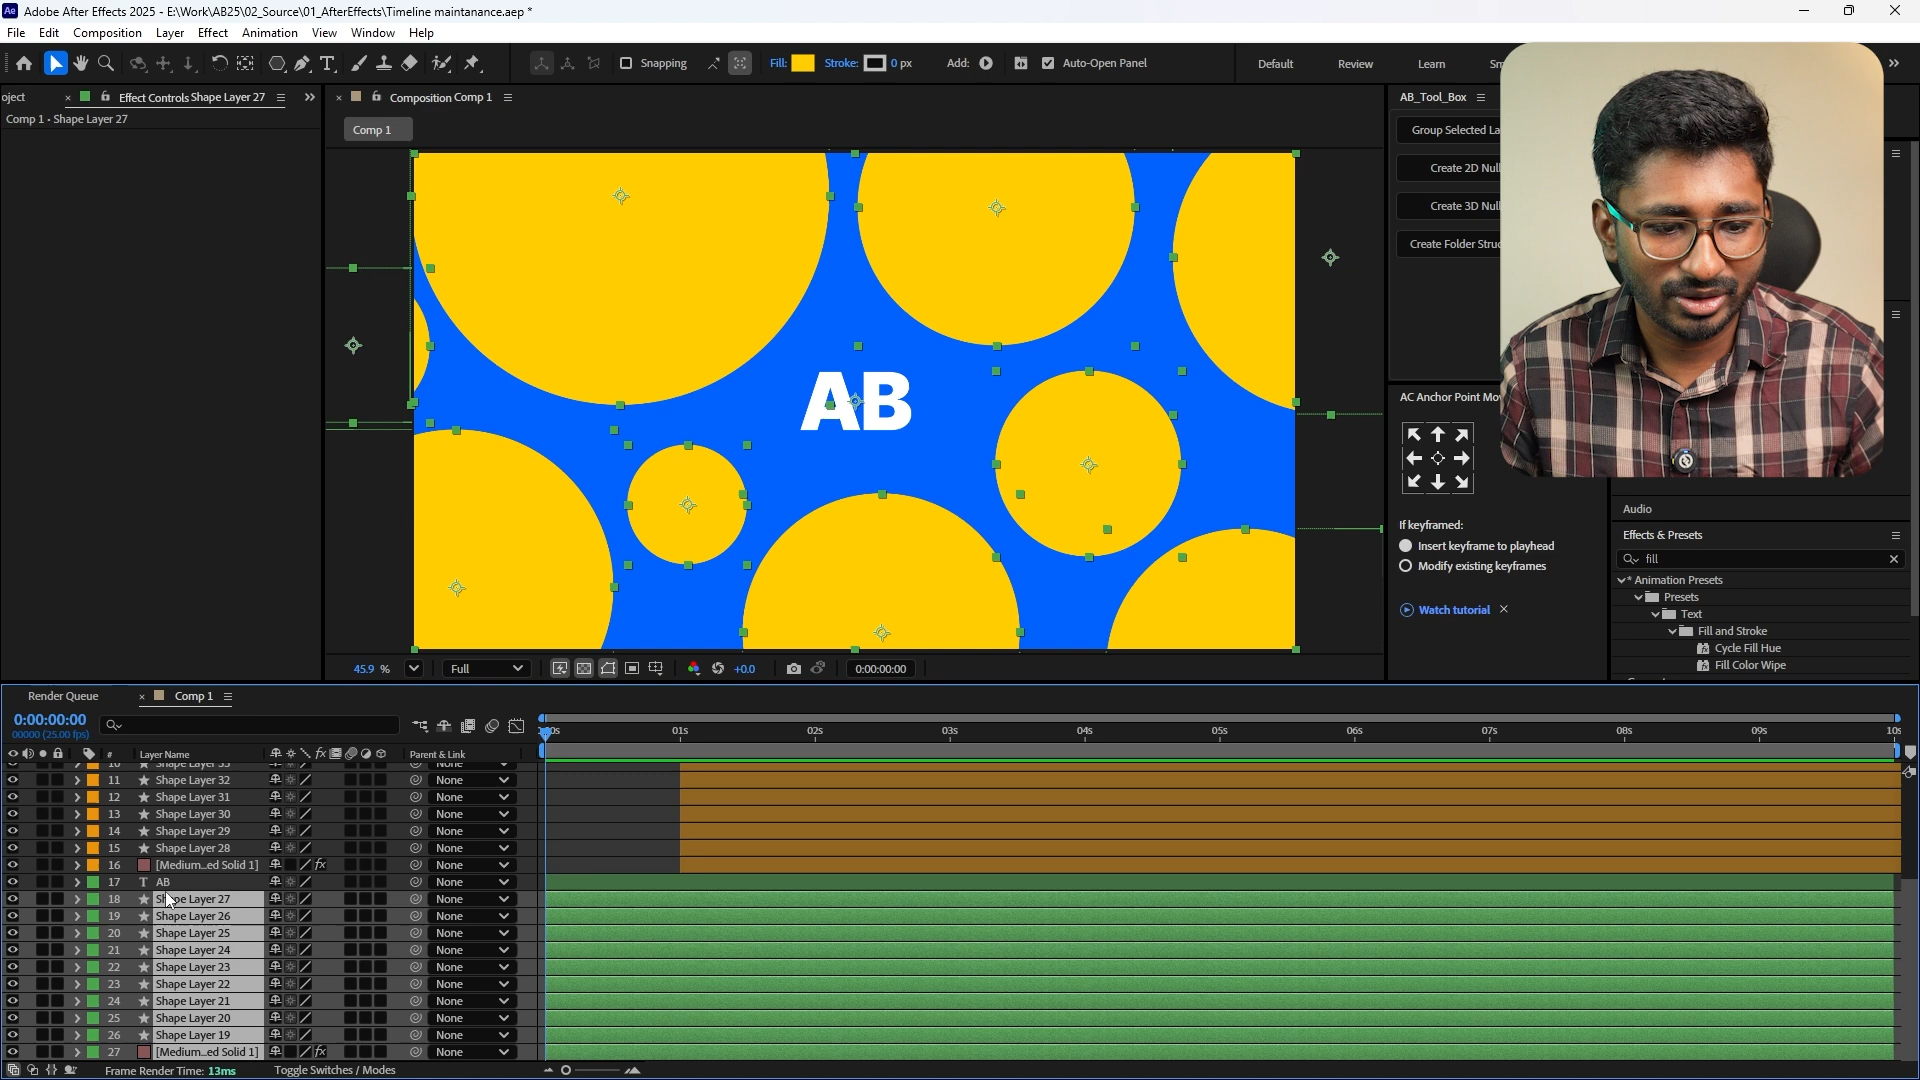 Adobe After Effects 2025 - E:\Work\AB25\02_Source\01_AfterEffects\Timeline maintanance.aep *
File Edit Composition Layer Effect Animation View Window Help
Snapping Fill: Stroke: 0 px Add: Auto-Open Panel Default Review Learn
oject × Effect Controls Shape Layer 27
Comp 1 • Shape Layer 27
Composition Comp 1
Comp 1
AB
45.9 % Full +0.0 0:00:00:00
AB_Tool_Box
Group Selected La
Create 2D Null
Create 3D Null
Create Folder Struc
AC Anchor Point Mov
If keyframed:
Insert keyframe to playhead
Modify existing keyframes
Watch tutorial ×
Audio
Effects & Presets
fill
* Animation Presets
Presets
Text
Fill and Stroke
Cycle Fill Hue
Fill Color Wipe
Render Queue × Comp 1
0:00:00:00
00000 (25.00 fps)
01s 02s 03s 04s 05s 06s 07s 08s 09s 10s
# Layer Name fx Parent & Link
11 Shape Layer 32 None
12 Shape Layer 31 None
13 Shape Layer 30 None
14 Shape Layer 29 None
15 Shape Layer 28 None
16 [Medium...ed Solid 1] fx None
17 T AB None
18 Shape Layer 27 None
19 Shape Layer 26 None
20 Shape Layer 25 None
21 Shape Layer 24 None
22 Shape Layer 23 None
23 Shape Layer 22 None
24 Shape Layer 21 None
25 Shape Layer 20 None
26 Shape Layer 19 None
27 [Medium...ed Solid 1] fx None
Frame Render Time: 13ms Toggle Switches / Modes